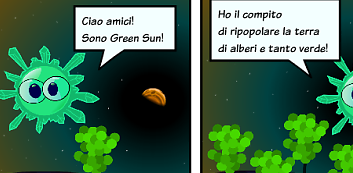 Ciao amici!
Sono Green Sun!
Ho il compito
di ripopolare la terra
di alberi e tanto verde!